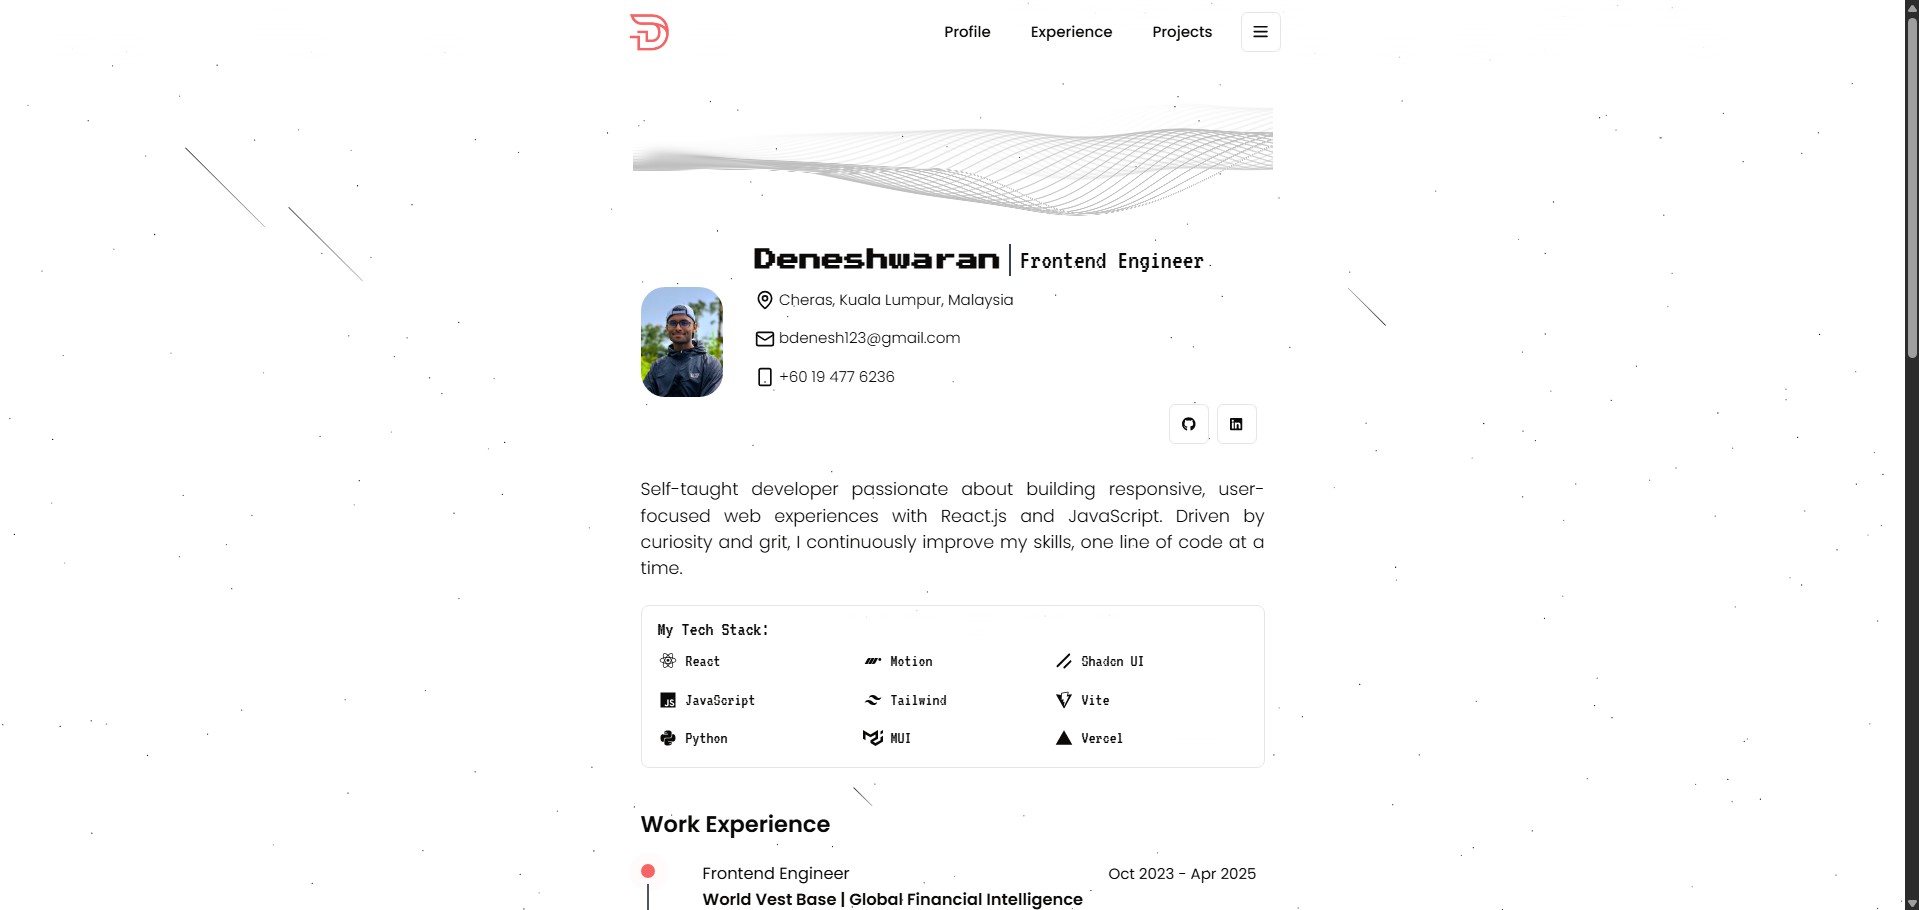 Profile Experience Projects
Deneshwaran Frontend Engineer
Cheras, Kuala Lumpur, Malaysia
bdenesh123@gmail.com
+60 19 477 6236
Self-taught developer passionate about building responsive, user-
focused web experiences with React.js and JavaScript. Driven by
curiosity and grit, I continuously improve my skills, one line of code at a
time.
My Tech Stack:
React Motion Shadcn UI
JavaScript Tailwind Vite
Python MUI Vercel
Work Experience
Frontend Engineer Oct 2023 - Apr 2025
World Vest Base | Global Financial Intelligence